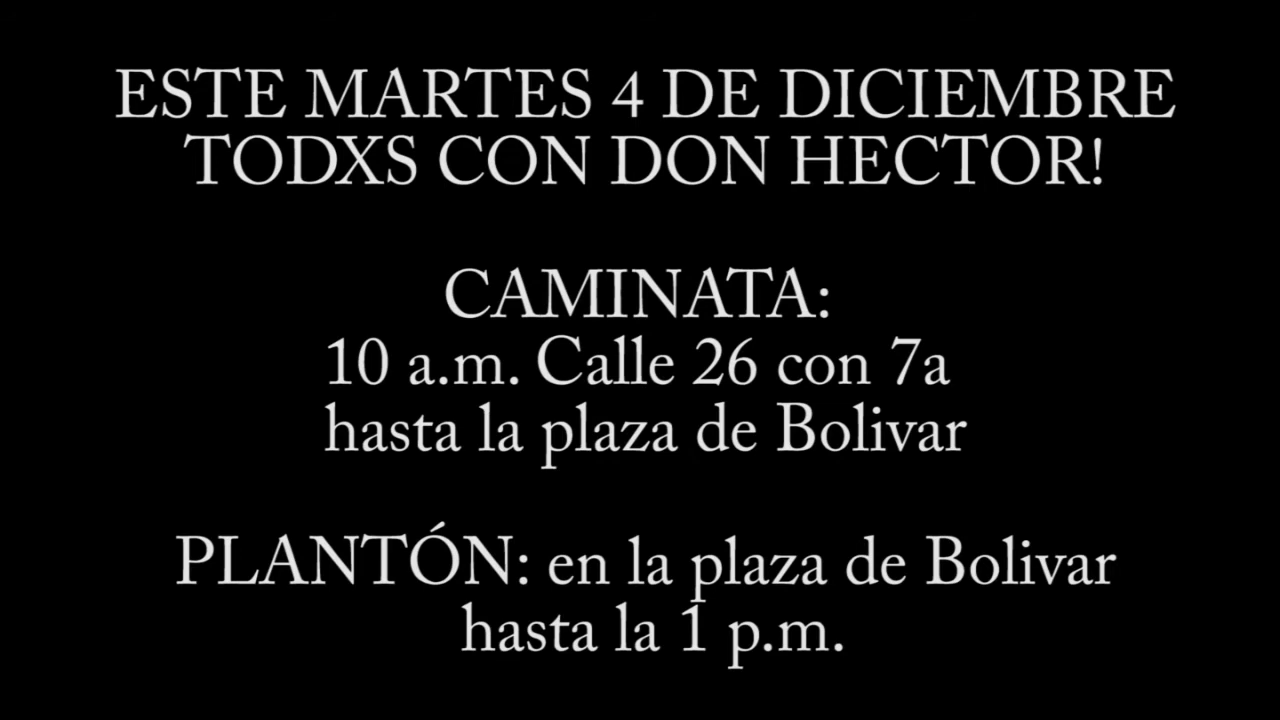 ESTE MARTES 4 DE DICIEMBRE
TODXS CON DON HECTOR!
CAMINATA:
10 a.m. Calle 26 con 7a
hasta la plaza de Bolivar
PLANTÓN: en la plaza de Bolivar
hasta la 1 p.m.